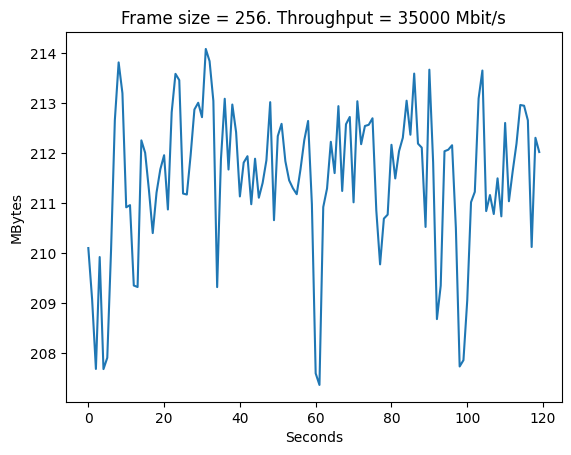 Frame size = 256. Throughput = 35000 Mbit/s
MBytes
214
213
212
211
210
209
208
0 20 40 60 80 100 120
Seconds